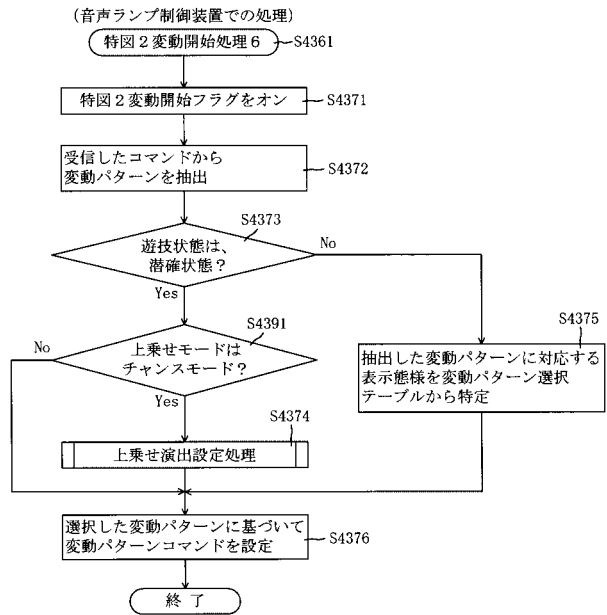 (音声ランプ制御装置での処理)
特図2変動開始処理6
S4361
特図2変動開始フラグをオン
S4371
受信したコマンドから
変動パターンを抽出
S4372
S4373
遊技状態は、
潜確状態?
No
Yes
S4391
上乗せモードは
チャンスモード?
No
Yes
S4375
抽出した変動パターンに対応する
表示態様を変動パターン選択
テーブルから特定
S4374
上乗せ演出設定処理
選択した変動パターンに基づいて
変動パターンコマンドを設定
S4376
終了